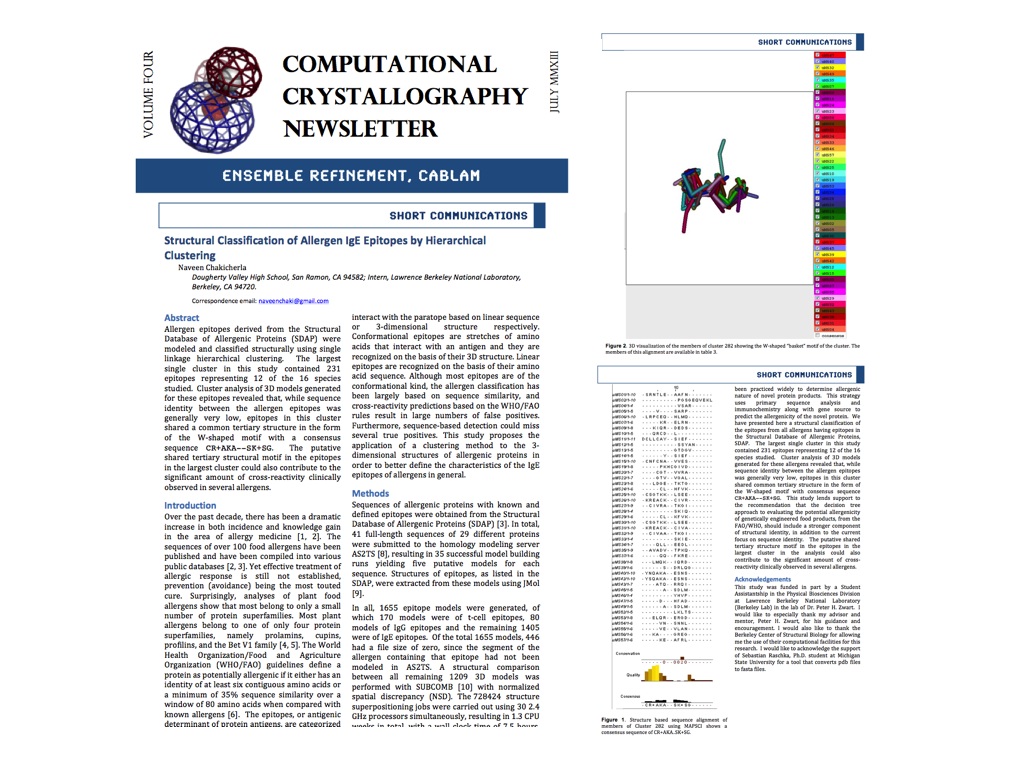 VOLUME FOUR
COMPUTATIONAL
CRYSTALLOGRAPHY
NEWSLETTER
JULY MMXIII
ENSEMBLE REFINEMENT, CABLAM
SHORT COMMUNICATIONS
Structural Classification of Allergen IgE Epitopes by Hierarchical
Clustering
Naveen Chakicherla
Dougherty Valley High School, San Ramon, CA 94582; Intern, Lawrence Berkeley National Laboratory,
Berkeley, CA 94720.
Correspondence email: naveenchaki@gmail.com
Abstract
Allergen epitopes derived from the Structural
Database of Allergenic Proteins (SDAP) were
modeled and classified structurally using single
linkage hierarchical clustering. The largest
single cluster in this study contained 231
epitopes representing 12 of the 16 species
studied. Cluster analysis of 3D models generated
for these epitopes revealed that, while sequence
identity between the allergen epitopes was
generally very low, epitopes in this cluster
shared a common tertiary structure in the form
of the W-shaped motif with a consensus
sequence CR+AKA--SK+SG. The putative
shared tertiary structural motif in the epitopes
in the largest cluster could also contribute to the
significant amount of cross-reactivity clinically
observed in several allergens.
Introduction
Over the past decade, there has been a dramatic
increase in both incidence and knowledge gain
in the area of allergy medicine [1, 2]. The
sequences of over 100 food allergens have been
published and have been compiled into various
public databases [2, 3]. Yet effective treatment of
allergic response is still not established,
prevention (avoidance) being the most touted
cure. Surprisingly, analyses of plant food
allergens show that most belong to only a small
number of protein superfamilies. Most plant
allergens belong to one of only four protein
superfamilies, namely prolamins, cupins,
profilins, and the Bet V1 family [4, 5]. The World
Health Organization/Food and Agriculture
Organization (WHO/FAO) guidelines define a
protein as potentially allergenic if it either has an
identity of at least six contiguous amino acids or
a minimum of 35% sequence similarity over a
window of 80 amino acids when compared with
known allergens [6]. The epitopes, or antigenic
determinant of protein antigens, are categorized
interact with the paratope based on linear sequence
or 3-dimensional structure respectively.
Conformational epitopes are stretches of amino
acids that interact with an antigen and they are
recognized on the basis of their 3D structure. Linear
epitopes are recognized on the basis of their amino
acid sequence. Although most epitopes are of the
conformational kind, the allergen classification has
been largely based on sequence similarity, and
cross-reactivity predictions based on the WHO/FAO
rules result in large numbers of false positives.
Furthermore, sequence-based detection could miss
several true positives. This study proposes the
application of a clustering method to the 3-
dimensional structures of allergenic proteins in
order to better define the characteristics of the IgE
epitopes of allergens in general.
Methods
Sequences of allergenic proteins with known and
defined epitopes were obtained from the Structural
Database of Allergenic Proteins (SDAP) [3]. In total,
41 full-length sequences of 29 different proteins
were submitted to the homology modeling server
AS2TS [8], resulting in 35 successful model building
runs yielding five putative models for each
sequence. Structures of epitopes, as listed in the
SDAP, were extracted from these models using JMol
[9].
In all, 1655 epitope models were generated, of
which 170 models were of t-cell epitopes, 80
models of IgG epitopes and the remaining 1405
were of IgE epitopes. Of the total 1655 models, 446
had a file size of zero, since the segment of the
allergen containing that epitope had not been
modeled in AS2TS. A structural comparison
between all remaining 1209 3D models was
performed with SUBCOMB [10] with normalized
spatial discrepancy (NSD). The 728424 structure
superpositioning jobs were carried out using 30 2.4
GHz processors simultaneously, resulting in 1.3 CPU
weeks in total, with a wall clock time of 7.5 hours.
SHORT COMMUNICATIONS
Figure 2. 3D visualization of the members of cluster 282 showing the W-shaped "basket" motif of the cluster. The
members of this alignment are available in table 3.
SHORT COMMUNICATIONS
Conservation
Quality
Consensus
Figure 1. Structure based sequence alignment of
members of Cluster 282 using MAPSCI shows a
consensus sequence of CR+AKA..SK+SG.
been practiced widely to determine allergenic
nature of novel protein products. This strategy
uses primary sequence analysis and
immunochemistry along with gene source to
predict the allergenicity of the novel protein. We
have presented here a structural classification of
the epitopes from all allergens having epitopes in
the Structural Database of Allergenic Proteins,
SDAP. The largest single cluster in this study
contained 231 epitopes representing 12 of the 16
species studied. Cluster analysis of 3D models
generated for these allergens revealed that, while
sequence identity between the allergen epitopes
was generally very low, epitopes in this cluster
shared common tertiary structure in the form of
the W-shaped motif with consensus sequence
CR+AKA--SK+SG. This study lends support to
the recommendation that the decision tree
approach to evaluating the potential allergenicity
of genetically engineered food products, from the
FAO/WHO, should include a stronger component
of structural identity, in addition to the current
focus on sequence identity. The putative shared
tertiary structure motif in the epitopes in the
largest cluster in the analysis could also
contribute to the significant amount of cross-
reactivity clinically observed in several allergens.
Acknowledgements
This study was funded in part by a Student
Assistantship in the Physical Biosciences Division
at Lawrence Berkeley National Laboratory
(Berkeley Lab) in the lab of Dr. Peter H. Zwart. I
would like to especially thank my advisor and
mentor, Peter H. Zwart, for his guidance and
encouragement. I would also like to thank the
Berkeley Center of Structural Biology for allowing
me the use of their computational facilities for this
research. I would like to acknowledge the support
of Sebastian Raschka, Ph.D. student at Michigan
State University for a tool that converts pdb files
to fasta files.